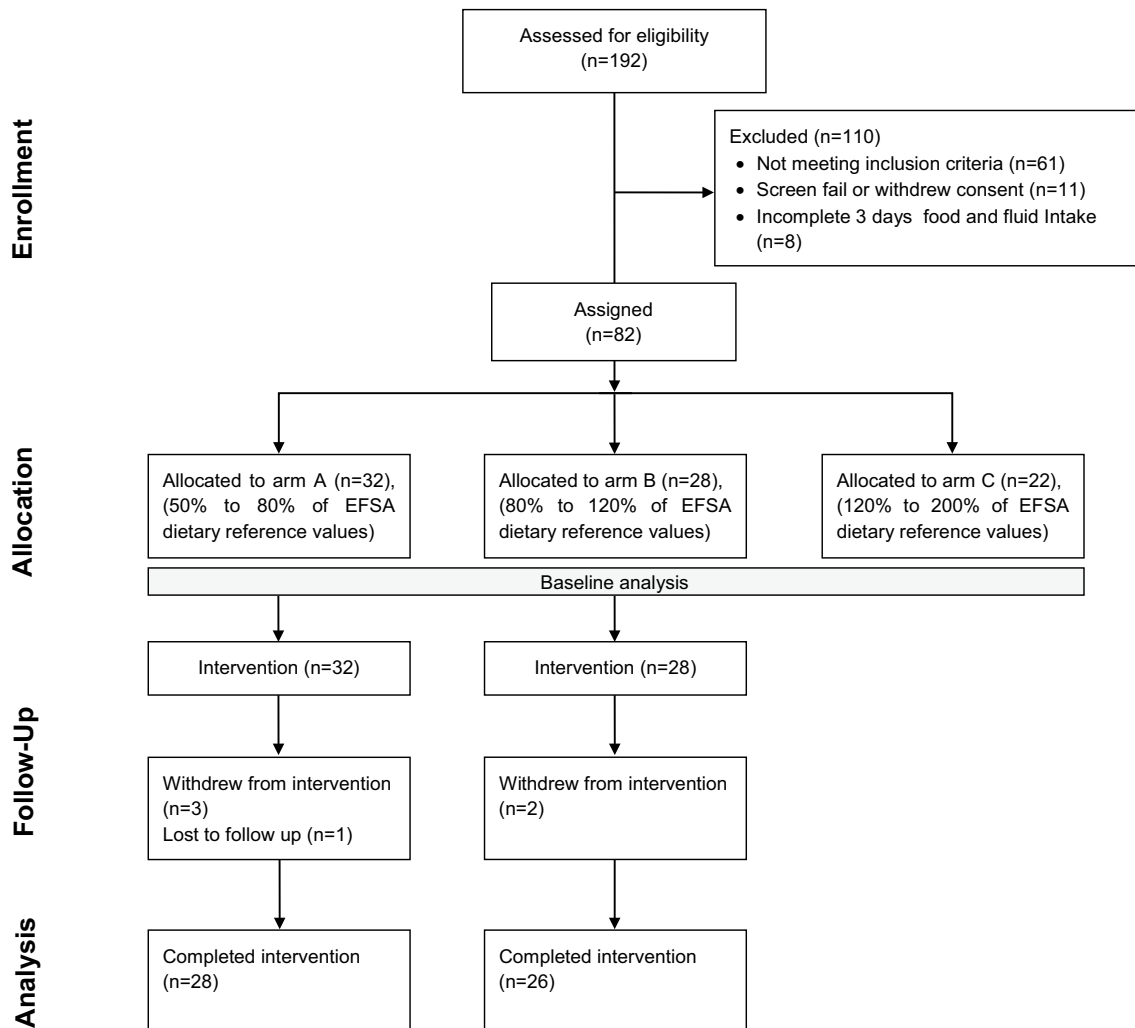 Assessed for eligibility
(n=192)
Enrollment
Excluded (n=110)
• Not meeting inclusion criteria (n=61)
• Screen fail or withdrew consent (n=11)
• Incomplete 3 days food and fluid Intake
(n=8)
Assigned
(n=82)
Allocation
Allocated to arm A (n=32),
(50% to 80% of EFSA
dietary reference values)
Allocated to arm B (n=28),
(80% to 120% of EFSA
dietary reference values)
Allocated to arm C (n=22),
(120% to 200% of EFSA
dietary reference values)
Baseline analysis
Intervention (n=32)
Intervention (n=28)
Follow-Up
Withdrew from intervention
(n=3)
Lost to follow up (n=1)
Withdrew from intervention
(n=2)
Analysis
Completed intervention
(n=28)
Completed intervention
(n=26)